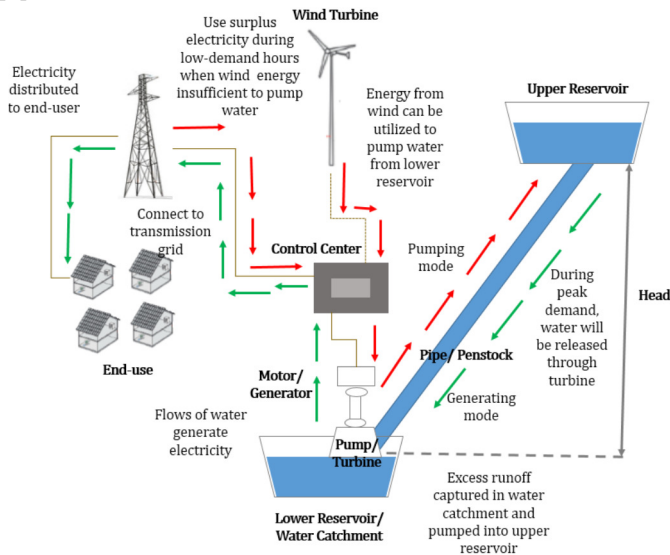 Wind Turbine
Use surplus
electricity during
low-demand hours
when wind energy
insufficient to pump
water
Electricity
distributed
to end-user
Energy from
wind can be
utilized to
pump water
from lower
reservoir
Upper Reservoir
Connect to
transmission
grid
Control Center
Pumping
mode
During
peak
demand,
water will
be released
through
turbine
Head
End-use
Motor/
Generator
Pipe/ Penstock
Generating
mode
Flows of water
generate
electricity
Pump/
Turbine
Lower Reservoir/
Water Catchment
Excess runoff
captured in water
catchment and
pumped into upper
reservoir